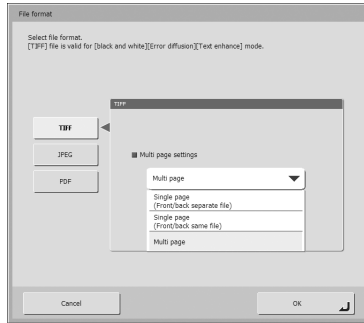 File format
Select file format.
[TIFF] file is valid for [black and white][Error diffusion][Text enhance] mode.
TIFF
TIFF
JPEG
PDF
Multi page settings
Multi page
Single page
(Front/back separate file)
Single page
(Front/back same file)
Multi page
Cancel
OK